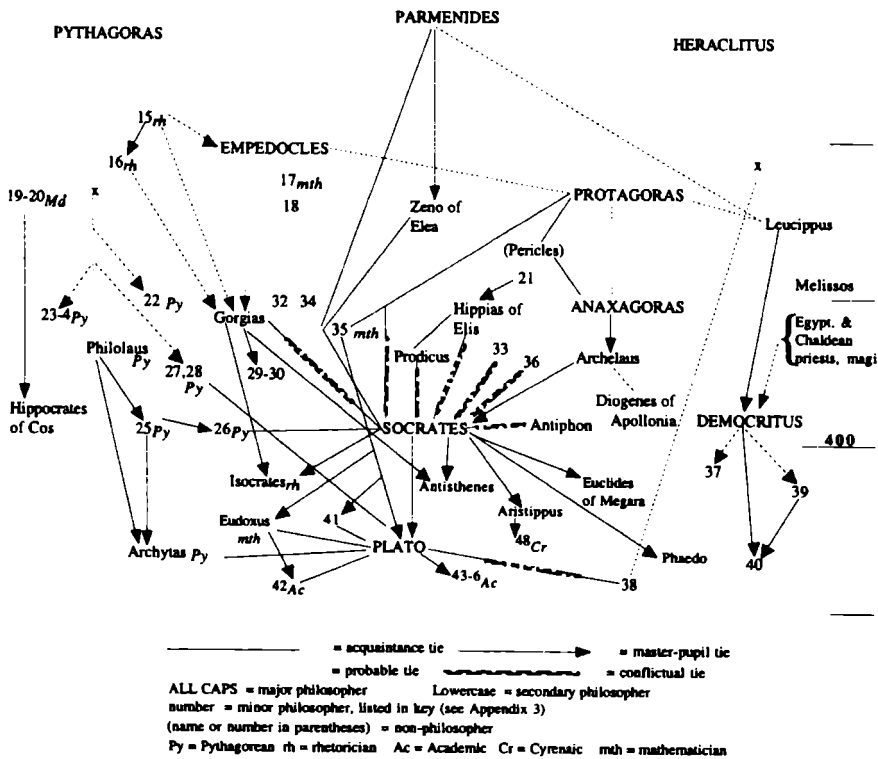 PARMENIDES
PYTHAGORAS
HERACLITUS
15rh
EMPEDOCLES
16rh
x
17mth
19-20Md
x
18
Zeno of
Elea
PROTAGORAS
Leucippus
(Pericles)
21
Melissos
22 Py
32 34
Hippias of
Elis
ANAXAGORAS
23-4Py
Gorgias
35 mth
Egypt. &
Chaldean
priests, magi
Philolaus
Py
Prodicus
33
36
Archelaus
27,28
Py
29-30
Diogenes of
Apollonia
Hippocrates
of Cos
25Py
26Py
SOCRATES
Antiphon
DEMOCRITUS
400
37
Isocratesrh
Antisthenes
Euclides
of Megara
39
Eudoxus
mth
41
Aristippus
48Cr
Archytas Py
PLATO
Phaedo
40
42Ac
43-6Ac
38
= acquaintance tie = master-pupil tie
= probable tie = conflictual tie
ALL CAPS = major philosopher Lowercase = secondary philosopher
number = minor philosopher, listed in key (see Appendix 3)
(name or number in parentheses) = non-philosopher
Py = Pythagorean rh = rhetorician Ac = Academic Cr = Cyrenaic mth = mathematician